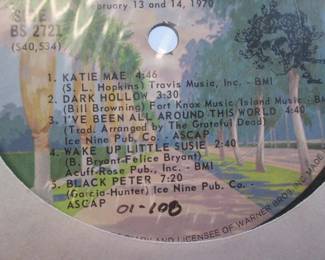 bruary 13 and 14, 1970
BS 2721
(S40,534)
1. KATIE MAE 4:46
(S. L. Hopkins) Travis Music, Inc. - BMI
2. DARK HOLLOW 3:30
(Bill Browning) Fort Knox Music/Island Music - B
3. I'VE BEEN ALL AROUND THIS WORLD 4:40
(Trad. Arranged by The Grateful Dead)
Ice Nine Pub. Co. - ASCAP
4. WAKE UP LITTLE SUSIE 2:40
(B. Bryant-Felice Bryant)
Acuff-Rose Pub., Inc. - BMI
5. BLACK PETER 7:20
(Garcia-Hunter) Ice Nine Pub. Co. -
ASCAP
01-108
AND LICENSEE OF WARNER BROS. INC. MADE